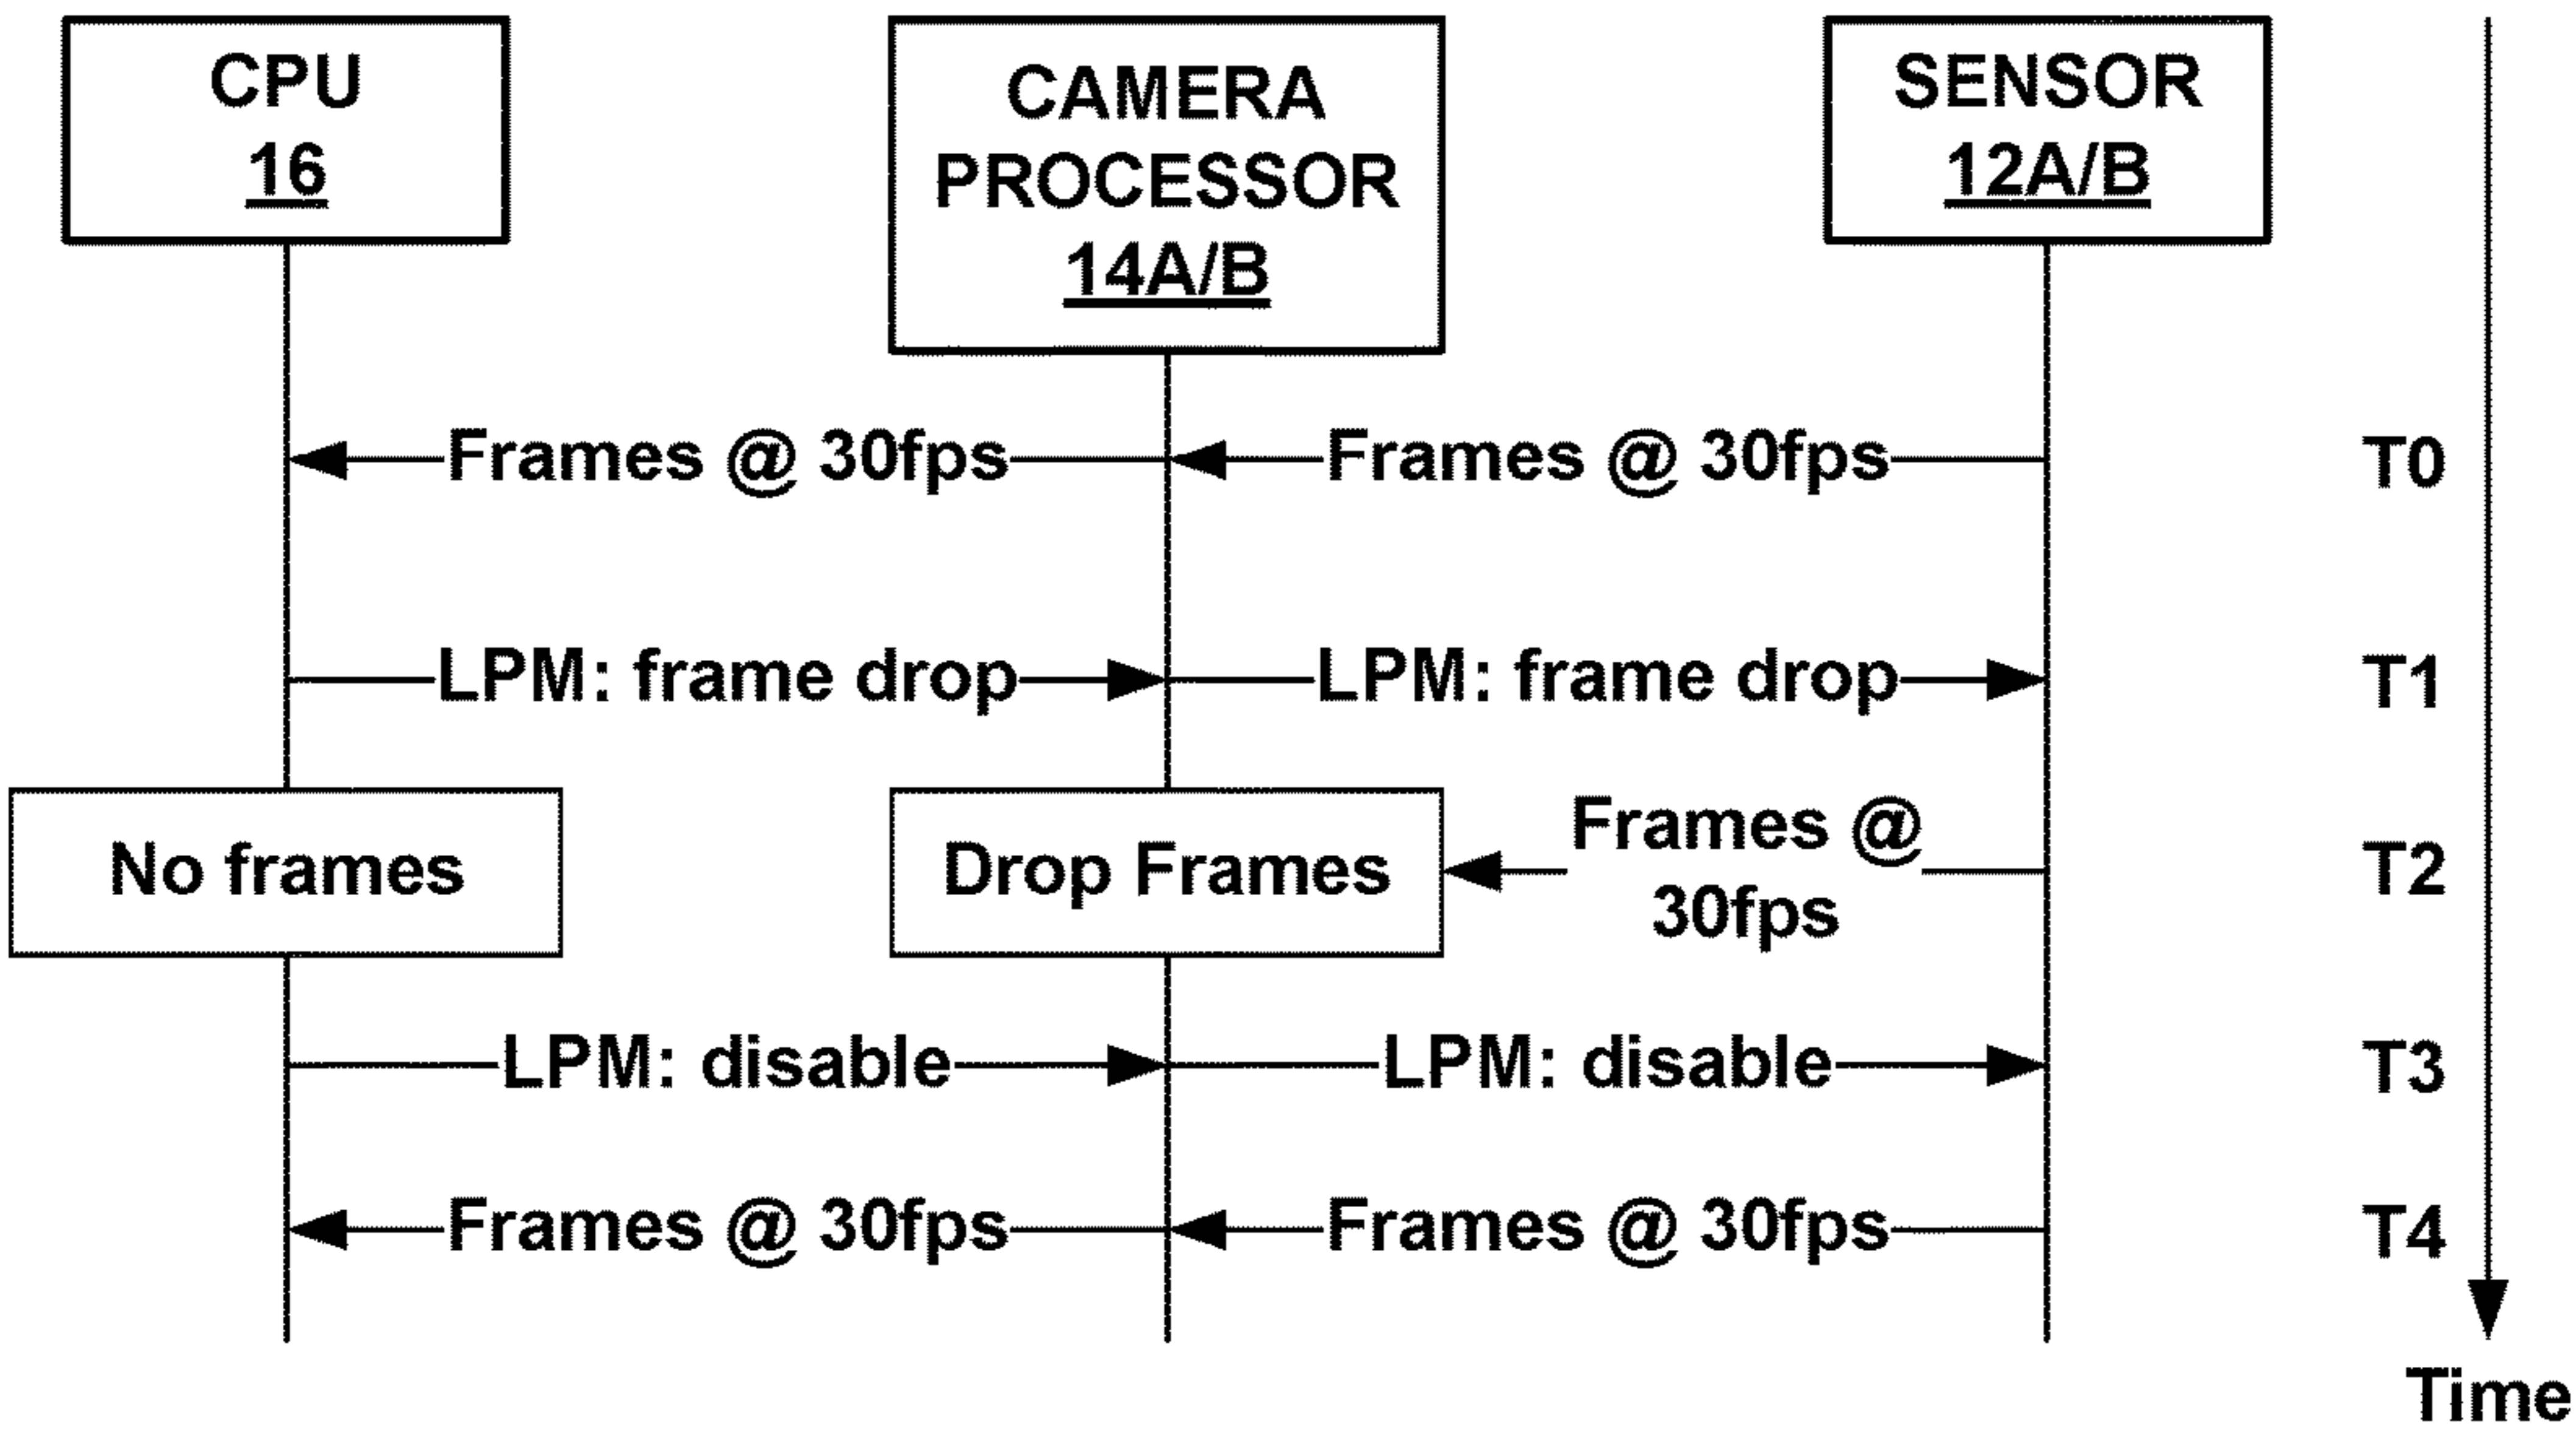 CPU
16
CAMERA
PROCESSOR
14A/B
SENSOR
12A/B
Frames @ 30fps
Frames @ 30fps
T0
LPM: frame drop
LPM: frame drop
T1
No frames
Drop Frames
Frames @
30fps
T2
LPM: disable
LPM: disable
T3
Frames @ 30fps
Frames @ 30fps
T4
Time